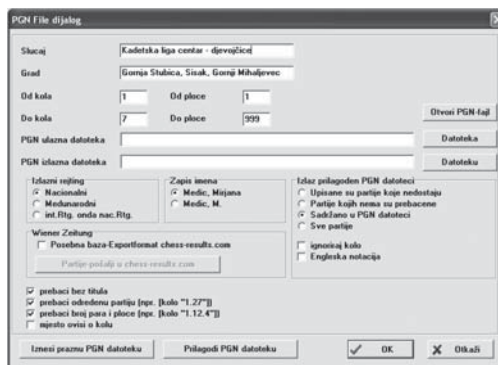 PGN File dijalog
Slucaj Kadetska liga centar - djevojčice
Grad Gornja Stubica, Sisak, Gornji Mihaljevec
Od kola 1 Od ploce 1
Do kola 7 Do ploce 999
Otvori PGN-fajl
PGN ulazna datoteka Datoteka
PGN izlazna datoteka Datoteku
Izlazni rejting
Nacionalni
Međunarodni
int.Rtg. onda nac.Rtg.
Zapis imena
Medic, Mirjana
Medic, M.
Izlaz prilagođen PGN datoteci
Upisane su partije koje nedostaju
Partije kojih nema su prebacene
Sadržano u PGN datoteci
Sve partije
ignoriraj kolo
Engleska notacija
Wiener Zeitung
Posebna baza-Exportformat chess-results.com
Partije-pošalji u chess-results.com
prebaci bez titula
prebaci određenu partiju (npr. [kolo "1.27"])
prebaci broj para i ploce (npr. [kolo "1.12.4"])
mjesto ovisi o kolu
Iznesi praznu PGN datoteku Prilagodi PGN datoteku OK Otkaži